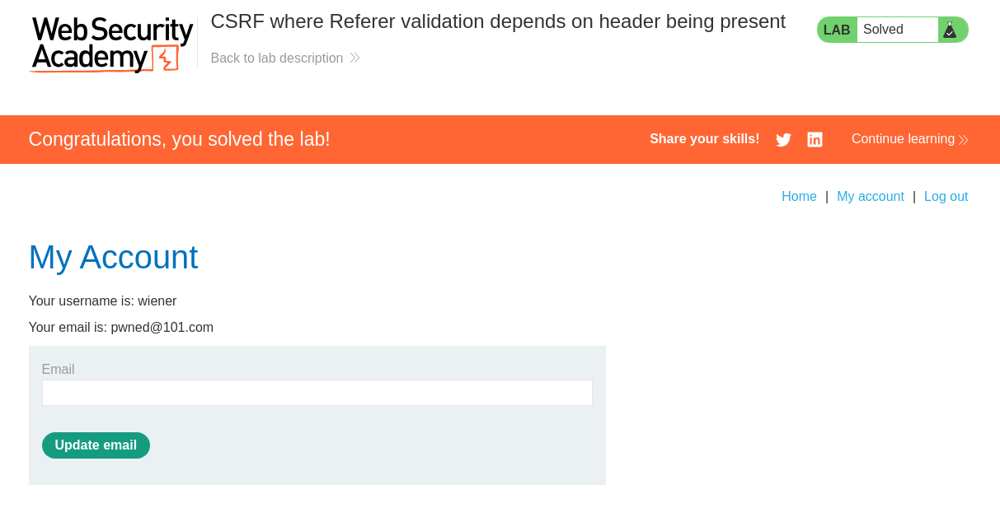 Web Security
Academy
CSRF where Referer validation depends on header being present
Back to lab description
LAB Solved
Congratulations, you solved the lab!
Share your skills!
Continue learning
Home | My account | Log out
My Account
Your username is: wiener
Your email is: pwned@101.com
Email
Update email